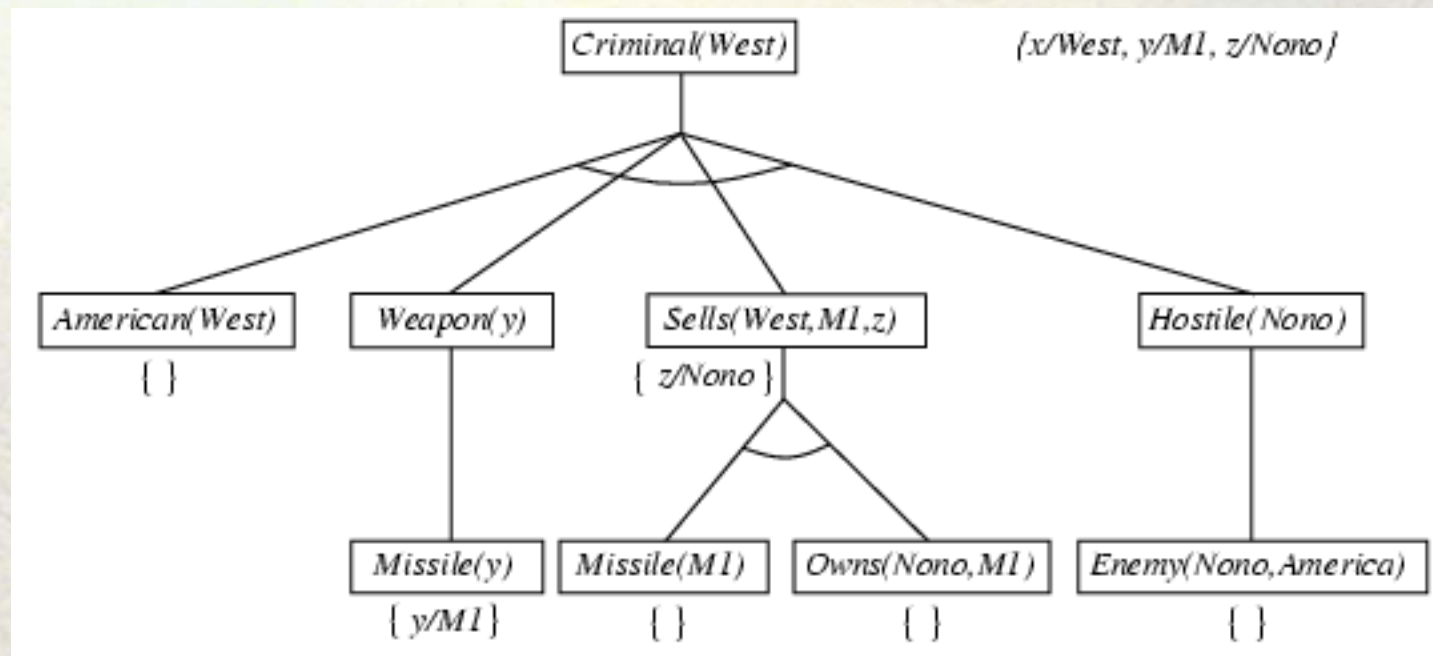 Criminal(West)
{x/West, y/M1, z/Nono}
American(West)
Weapon(y)
Sells(West,M1,z)
Hostile(Nono)
{ }
{ z/Nono }
Missile(y)
Missile(M1)
Owns(Nono,M1)
Enemy(Nono,America)
{ y/M1 }
{ }
{ }
{ }